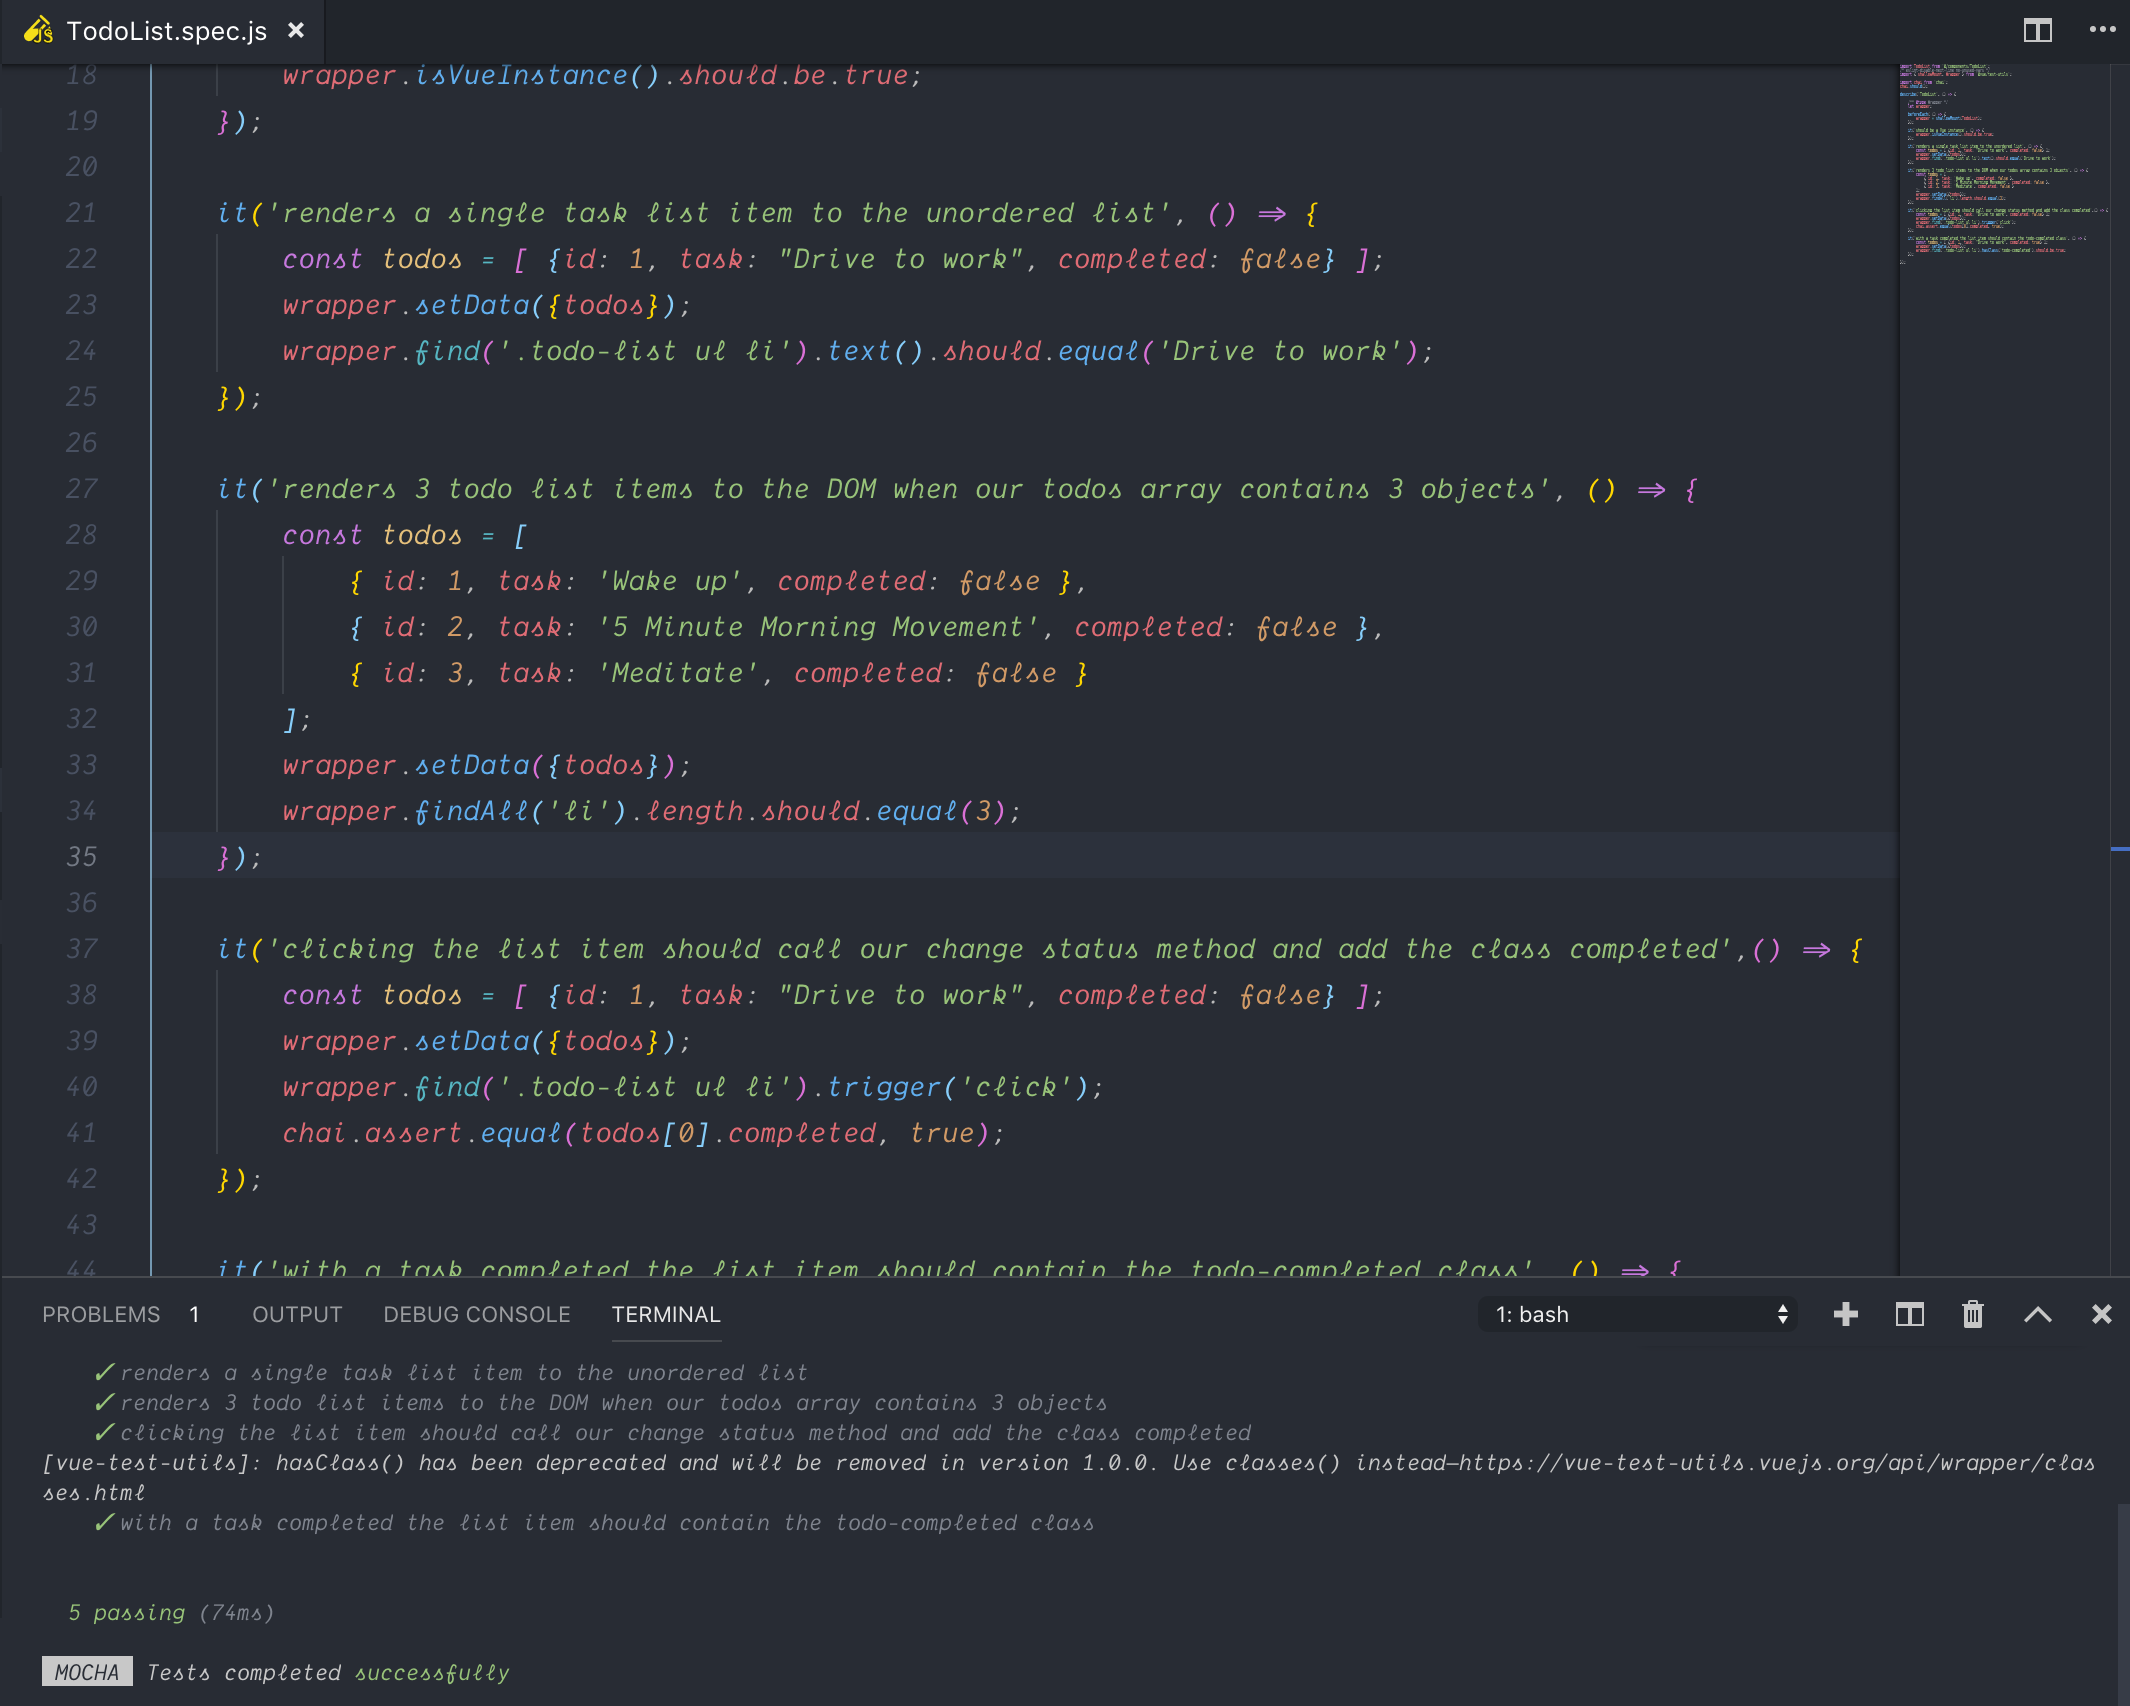 TodoList.spec.js
18 wrapper.isVueInstance().should.be.true;
19 });
20
21 it('renders a single task list item to the unordered list', () => {
22 const todos = [ {id: 1, task: "Drive to work", completed: false} ];
23 wrapper.setData({todos});
24 wrapper.find('.todo-list ul li').text().should.equal('Drive to work');
25 });
26
27 it('renders 3 todo list items to the DOM when our todos array contains 3 objects', () => {
28 const todos = [
29 { id: 1, task: 'Wake up', completed: false },
30 { id: 2, task: '5 Minute Morning Movement', completed: false },
31 { id: 3, task: 'Meditate', completed: false }
32 ];
33 wrapper.setData({todos});
34 wrapper.findAll('li').length.should.equal(3);
35 });
36
37 it('clicking the list item should call our change status method and add the class completed',() => {
38 const todos = [ {id: 1, task: "Drive to work", completed: false} ];
39 wrapper.setData({todos});
40 wrapper.find('.todo-list ul li').trigger('click');
41 chai.assert.equal(todos[0].completed, true);
42 });
43
44 it('with a task completed the list item should contain the todo-completed class', () => {
PROBLEMS 1 OUTPUT DEBUG CONSOLE TERMINAL 1: bash
✓ renders a single task list item to the unordered list
✓ renders 3 todo list items to the DOM when our todos array contains 3 objects
✓ clicking the list item should call our change status method and add the class completed
[vue-test-utils]: hasClass() has been deprecated and will be removed in version 1.0.0. Use classes() instead—https://vue-test-utils.vuejs.org/api/wrapper/clas
ses.html
✓ with a task completed the list item should contain the todo-completed class
5 passing (74ms)
MOCHA Tests completed successfully